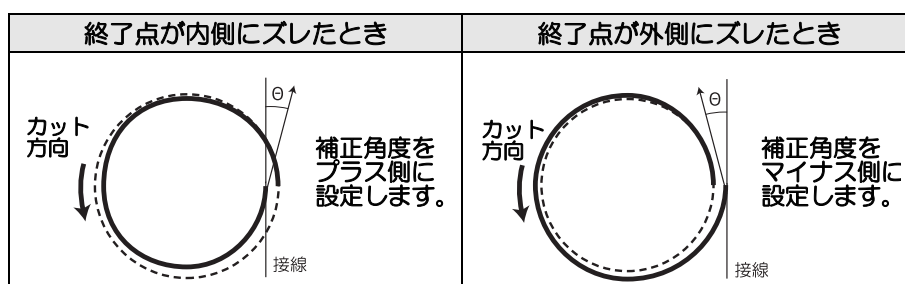 終了点が内側にズレたとき
終了点が外側にズレたとき
Θ
カット
方向
補正角度を
プラス側に
設定します。
接線
Θ
カット
方向
補正角度を
マイナス側に
設定します。
接線